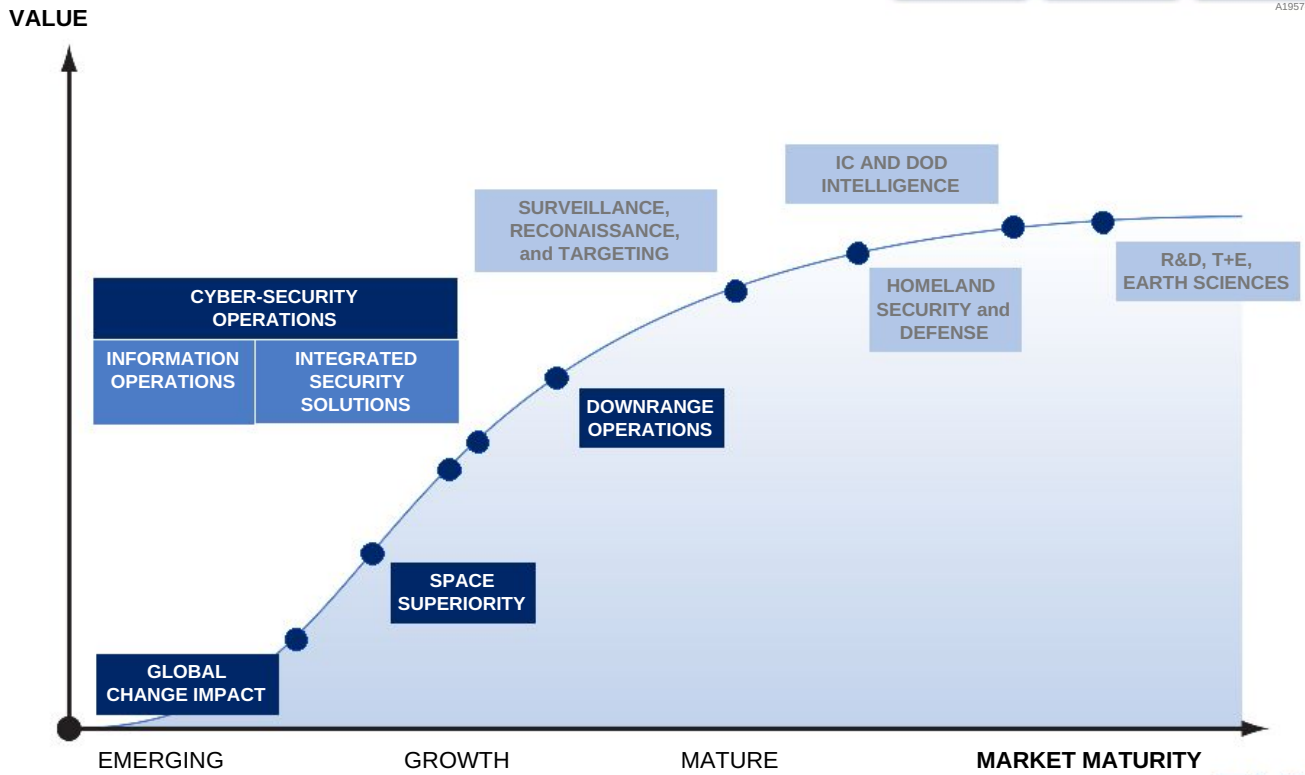 VALUE
A1957
IC AND DOD
INTELLIGENCE
SURVEILLANCE,
RECONAISSANCE,
and TARGETING
R&D, T+E,
EARTH SCIENCES
HOMELAND
SECURITY and
DEFENSE
CYBER-SECURITY
OPERATIONS
INFORMATION
OPERATIONS
INTEGRATED
SECURITY
SOLUTIONS
DOWNRANGE
OPERATIONS
SPACE
SUPERIORITY
GLOBAL
CHANGE IMPACT
EMERGING
GROWTH
MATURE
MARKET MATURITY